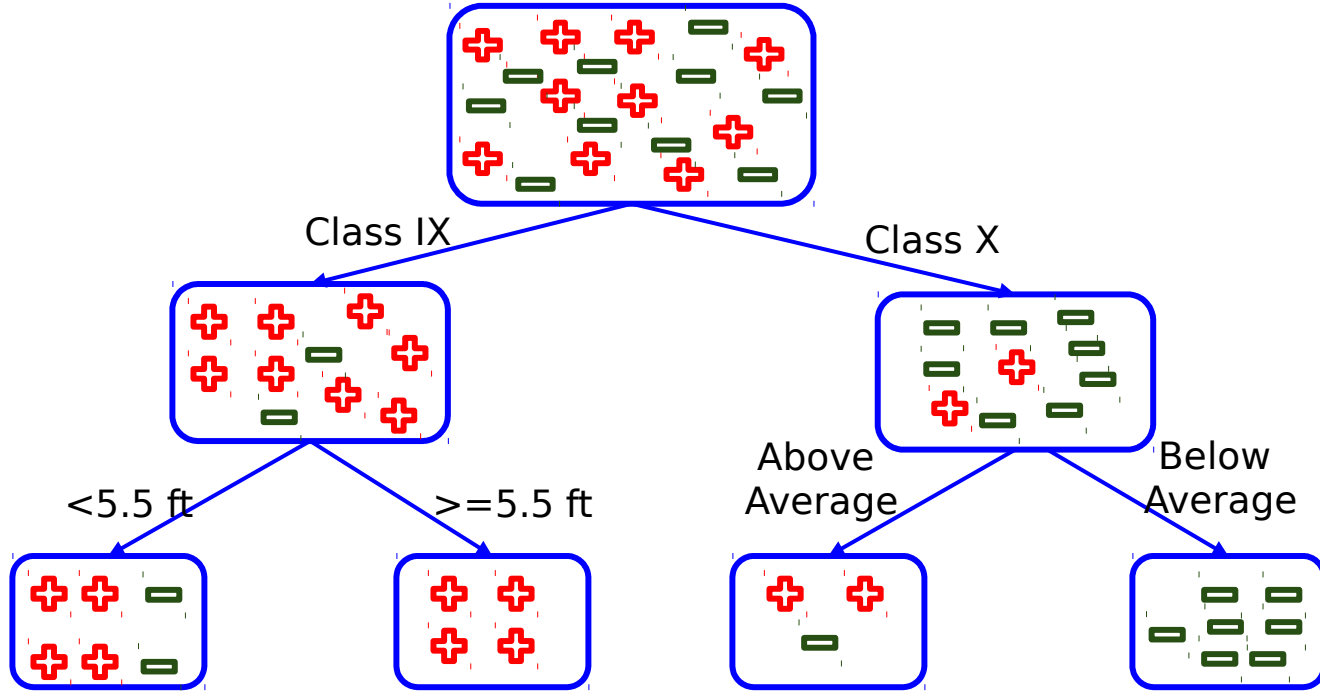 Class IX
Class X
<5.5 ft
>=5.5 ft
Above
Average
Below
Average